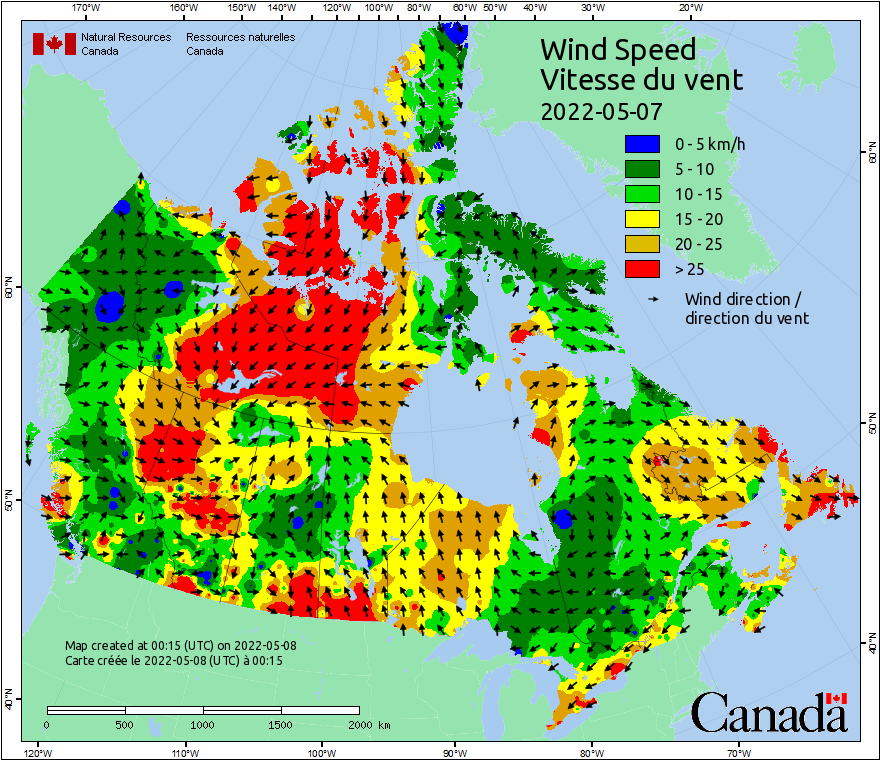 170°W 160°W 150°W 140°W 130°W 120°W 110°W 100°W 90°W 80°W 70°W 60°W 50°W 40°W 30°W 20°W
Natural Resources Canada
Ressources naturelles Canada
Wind Speed
Vitesse du vent
2022-05-07
0 - 5 km/h
5 - 10
10 - 15
15 - 20
20 - 25
> 25
Wind direction /
direction du vent
60°N
60°N
50°N
50°N
40°N
40°N
Map created at 00:15 (UTC) on 2022-05-08
Carte créée le 2022-05-08 (UTC) à 00:15
0 500 1000 1500 2000 km
Canada
120°W 110°W 100°W 90°W 80°W 70°W